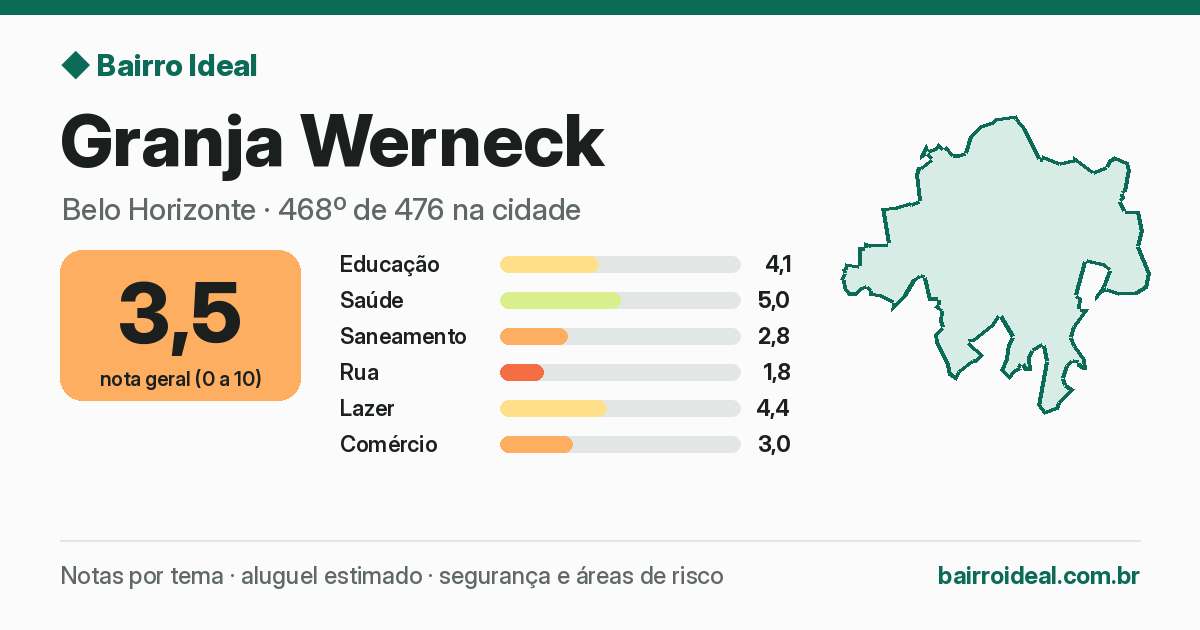 Bairro Ideal
Granja Werneck
Belo Horizonte · 468º de 476 na cidade
3,5
nota geral (0 a 10)
Educação 4,1
Saúde 5,0
Saneamento 2,8
Rua 1,8
Lazer 4,4
Comércio 3,0
Notas por tema · aluguel estimado · segurança e áreas de risco
bairroideal.com.br